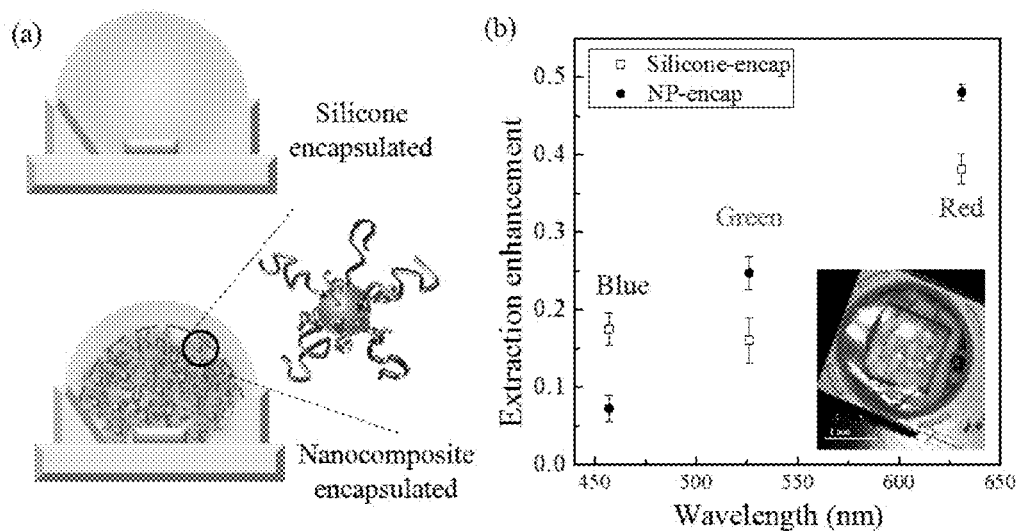 (a)
Silicone
encapsulated
Nanocomposite
encapsulated
(b)
Silicone-encap
NP-encap
Extraction enhancement
0.5
0.4
0.3
0.2
0.1
0.0
Blue
Green
Red
450
500
550
600
650
Wavelength (nm)